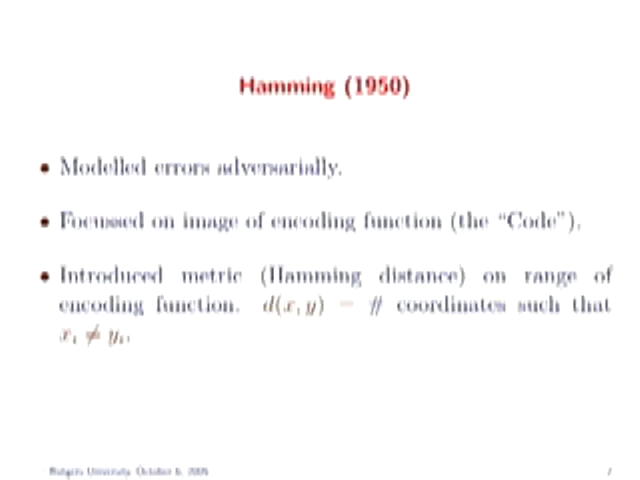 Hamming (1950)
• Modelled errors adversarially.
• Focussed on image of encoding function (the “Code”).
• Introduced metric (Hamming distance) on range of
encoding function. d(x, y) = # coordinates such that
xᵢ ≠ yᵢ.
Rutgers University, October 6,